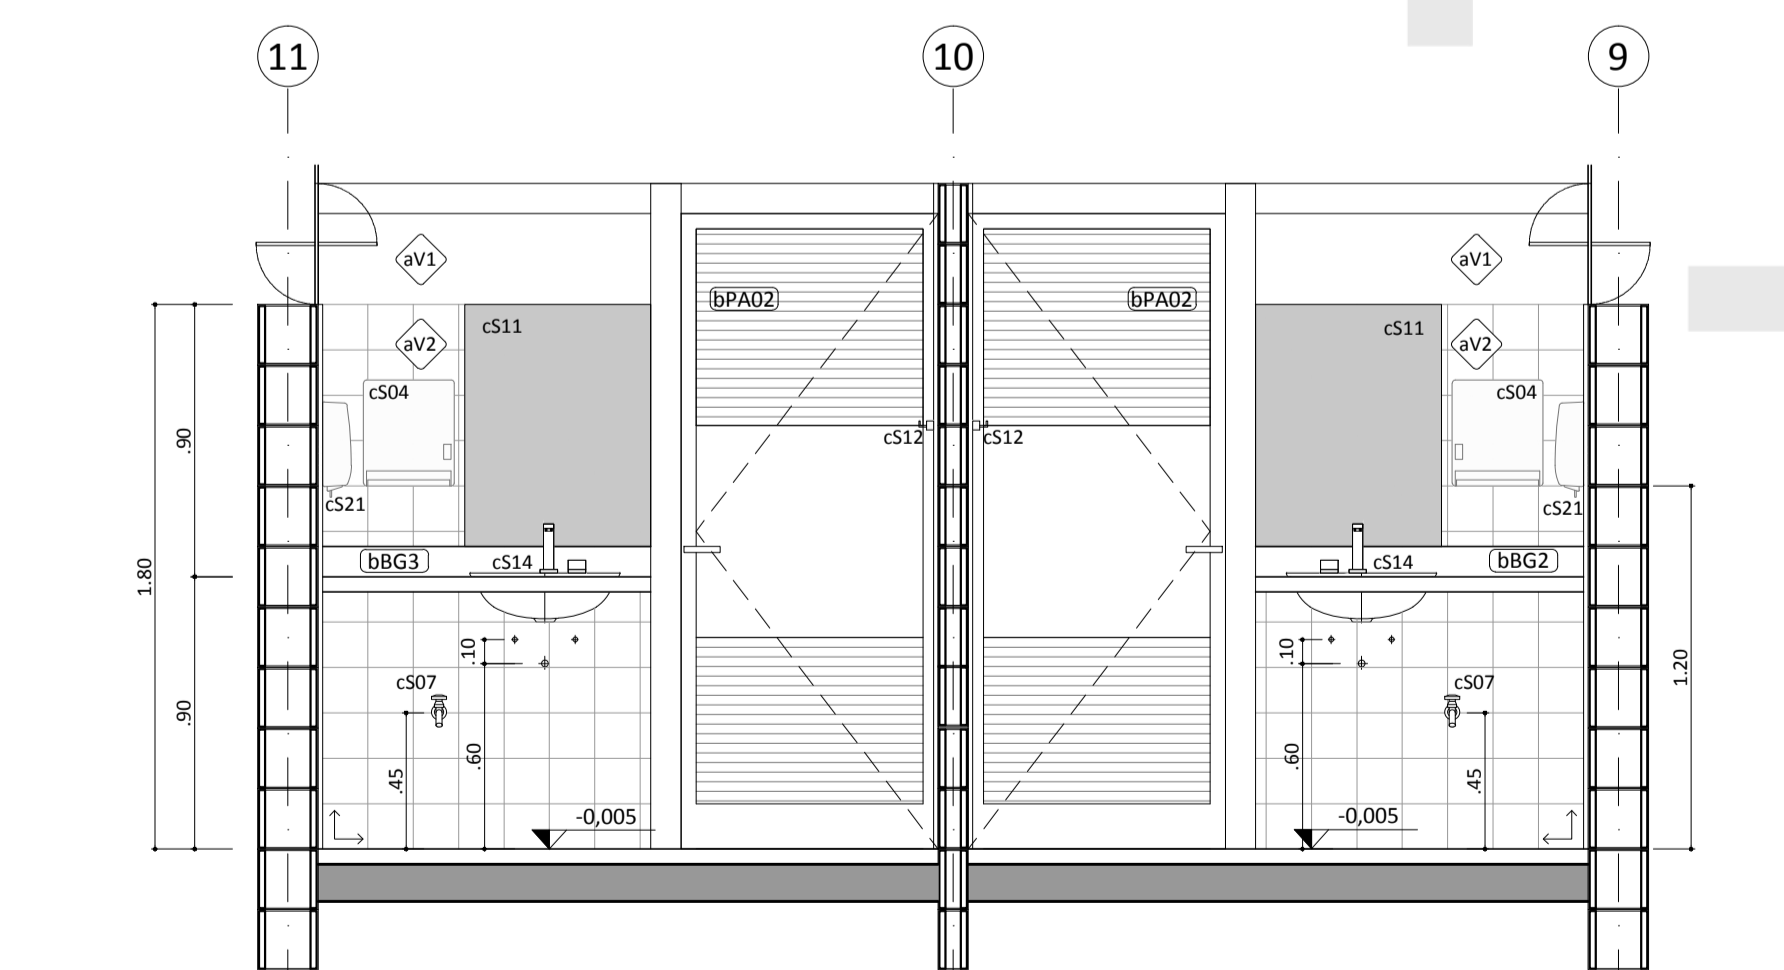 11 10 9
aV1 aV1
bPA02 bPA02
cS11 cS11
aV2 aV2
cS04 cS04
cS12 cS12
.90
cS21 cS21
bBG3 cS14 cS14 bBG2
1.80
.10 .10
1.20
cS07 cS07
.90
.60 .60
.45 .45
-0,005 -0,005